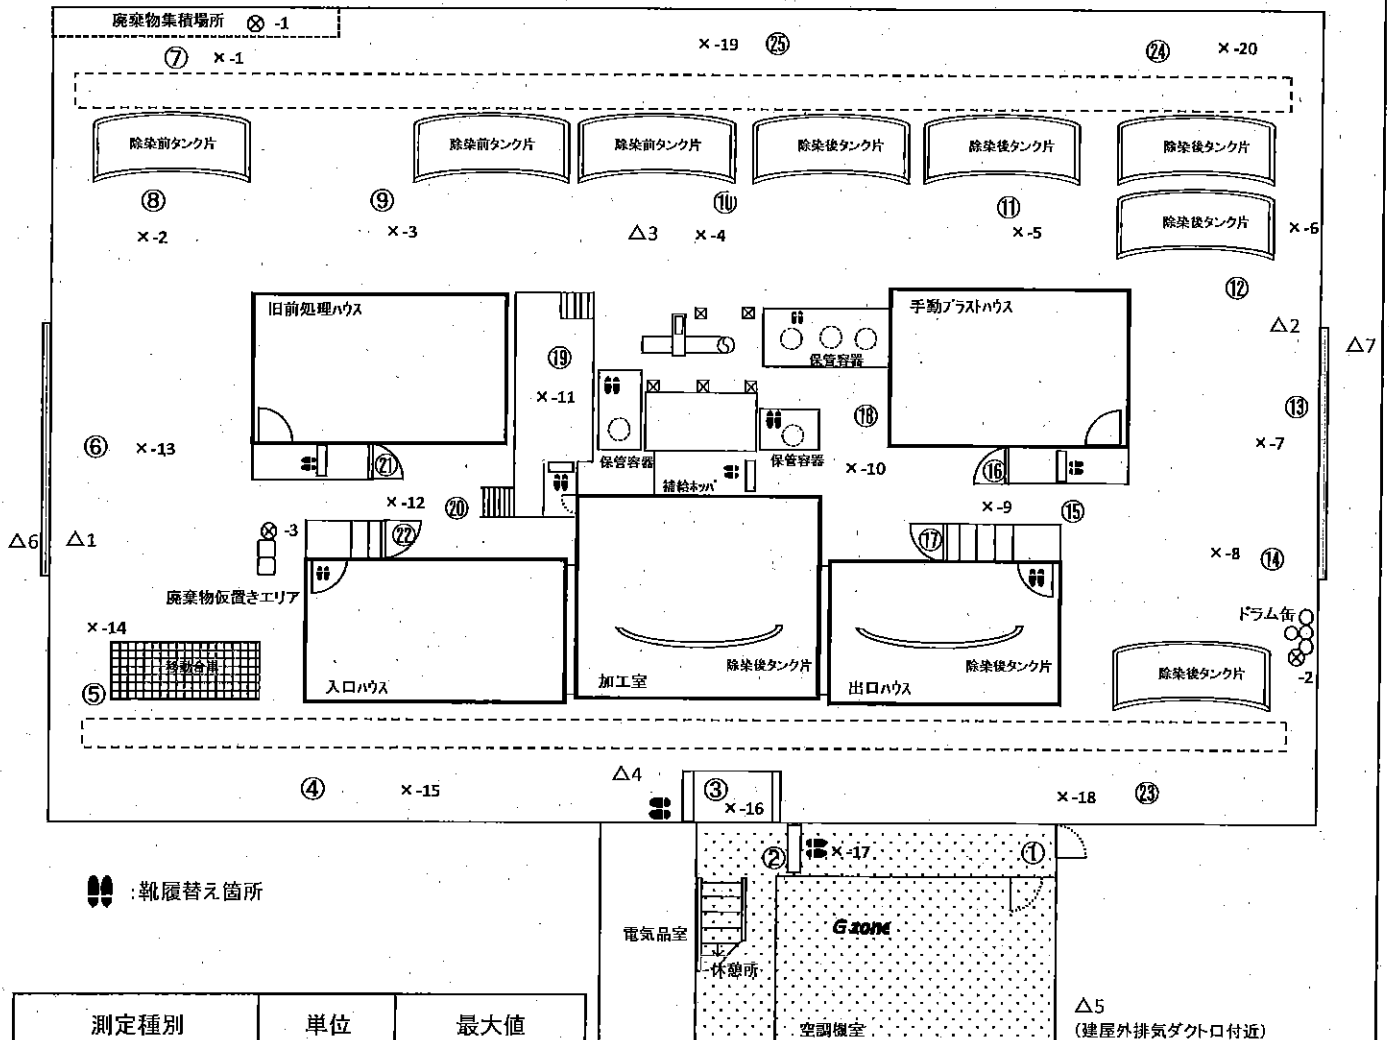 廃棄物集積場所 ⊗ -1
⑦ ×-1
×-19 ㉕
㉔ ×-20
除染前タンク片
除染前タンク片
除染前タンク片
除染後タンク片
除染後タンク片
除染後タンク片
⑧
⑨
⑩
⑪
除染後タンク片
×-2
×-3
△3
×-4
×-5
×-6
⑫
旧前処理ハウス
手動ブラストハウス
△2
△7
⑲
保管容器
×-11
⑱
⑬
⑥ ×-13
×-7
㉑
保管容器
保管容器
×-10
⑯
補給ホッパ
×-12
⑳
×-9
⑮
⊗ -3
㉒
⑰
△6 △1
×-8 ⑭
廃棄物仮置きエリア
ドラム缶
×-14
移動台車
除染後タンク片
除染後タンク片
除染後タンク片
⊗
-2
⑤
入口ハウス
加工室
出口ハウス
④
×-15
△4
③
×-16
×-18
㉓
②
×-17
①
:靴履替え箇所
電気品室
G zone
休憩所
測定種別 単位 最大値
空調機室
△5
(建屋外排気ダクト口付近)